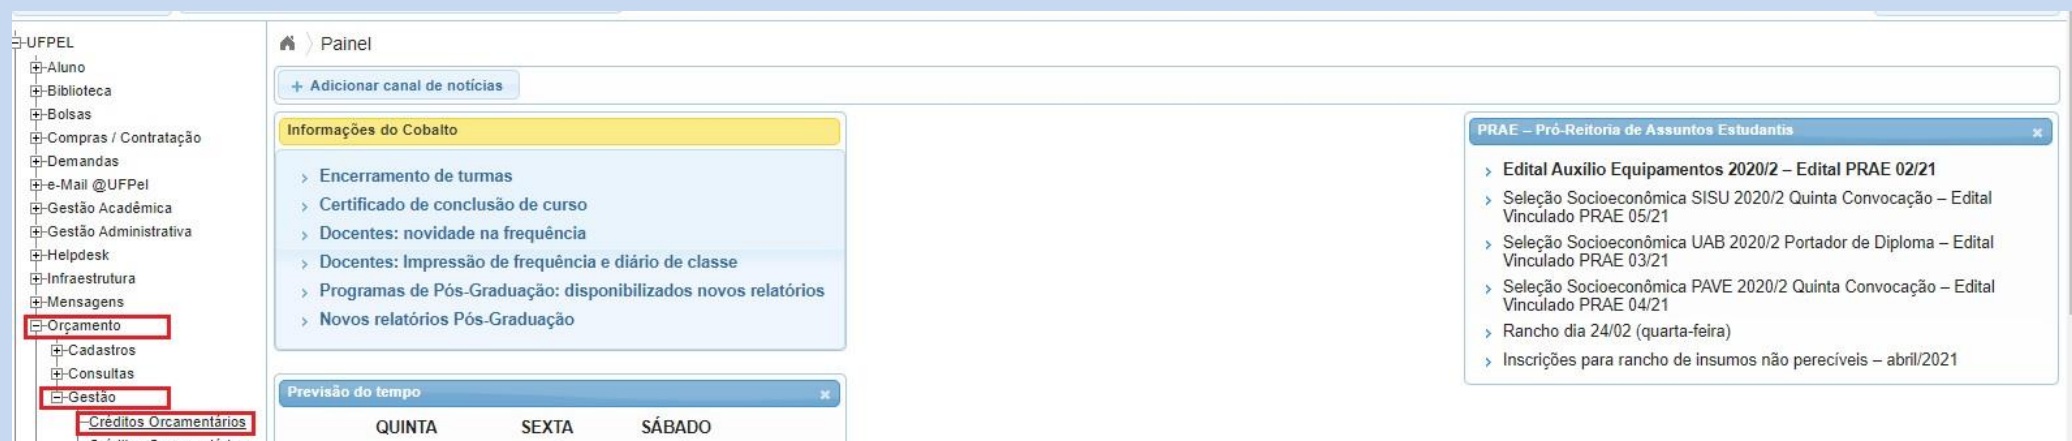 UFPEL
Aluno
Biblioteca
Bolsas
Compras / Contratação
Demandas
e-Mail @UFPel
Gestão Acadêmica
Gestão Administrativa
Helpdesk
Infraestrutura
Mensagens
Orçamento
Cadastros
Consultas
Gestão
Créditos Orcamentários
Painel
+ Adicionar canal de notícias
Informações do Cobalto
Encerramento de turmas
Certificado de conclusão de curso
Docentes: novidade na frequência
Docentes: Impressão de frequência e diário de classe
Programas de Pós-Graduação: disponibilizados novos relatórios
Novos relatórios Pós-Graduação
Previsão do tempo
QUINTA SEXTA SÁBADO
PRAE – Pró-Reitoria de Assuntos Estudantis
Edital Auxílio Equipamentos 2020/2 – Edital PRAE 02/21
Seleção Socioeconômica SISU 2020/2 Quinta Convocação – Edital
Vinculado PRAE 05/21
Seleção Socioeconômica UAB 2020/2 Portador de Diploma – Edital
Vinculado PRAE 03/21
Seleção Socioeconômica PAVE 2020/2 Quinta Convocação – Edital
Vinculado PRAE 04/21
Rancho dia 24/02 (quarta-feira)
Inscrições para rancho de insumos não perecíveis – abril/2021